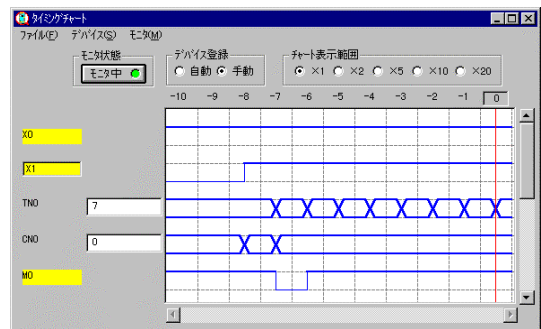 タイミングチャート
ファイル(F) デバイス(S) モニタ(M)
モニタ状態 デバイス登録 チャート表示範囲
モニタ中 自動 手動 ×1 ×2 ×5 ×10 ×20
-10 -9 -8 -7 -6 -5 -4 -3 -2 -1 0
X0
X1
TN0 7
CN0 0
M0